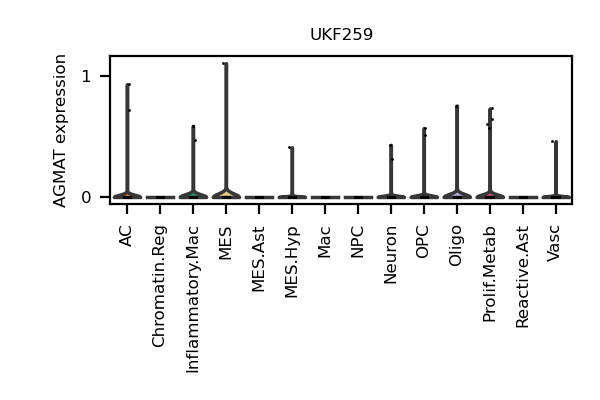 UKF259
AGMAT expression
1
0
AC
Chromatin.Reg
Inflammatory.Mac
MES
MES.Ast
MES.Hyp
Mac
NPC
Neuron
OPC
Oligo
Prolif.Metab
Reactive.Ast
Vasc